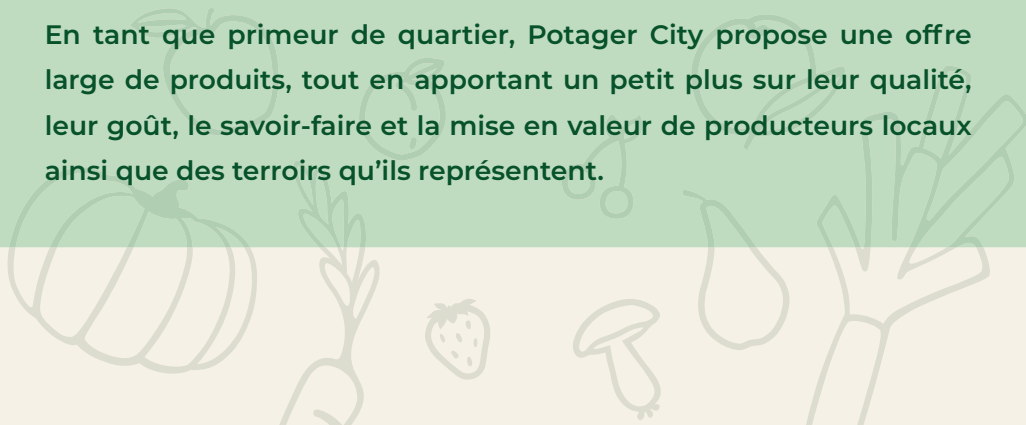 En tant que primeur de quartier, Potager City propose une offre
large de produits, tout en apportant un petit plus sur leur qualité,
leur goût, le savoir-faire et la mise en valeur de producteurs locaux
ainsi que des terroirs qu’ils représentent.